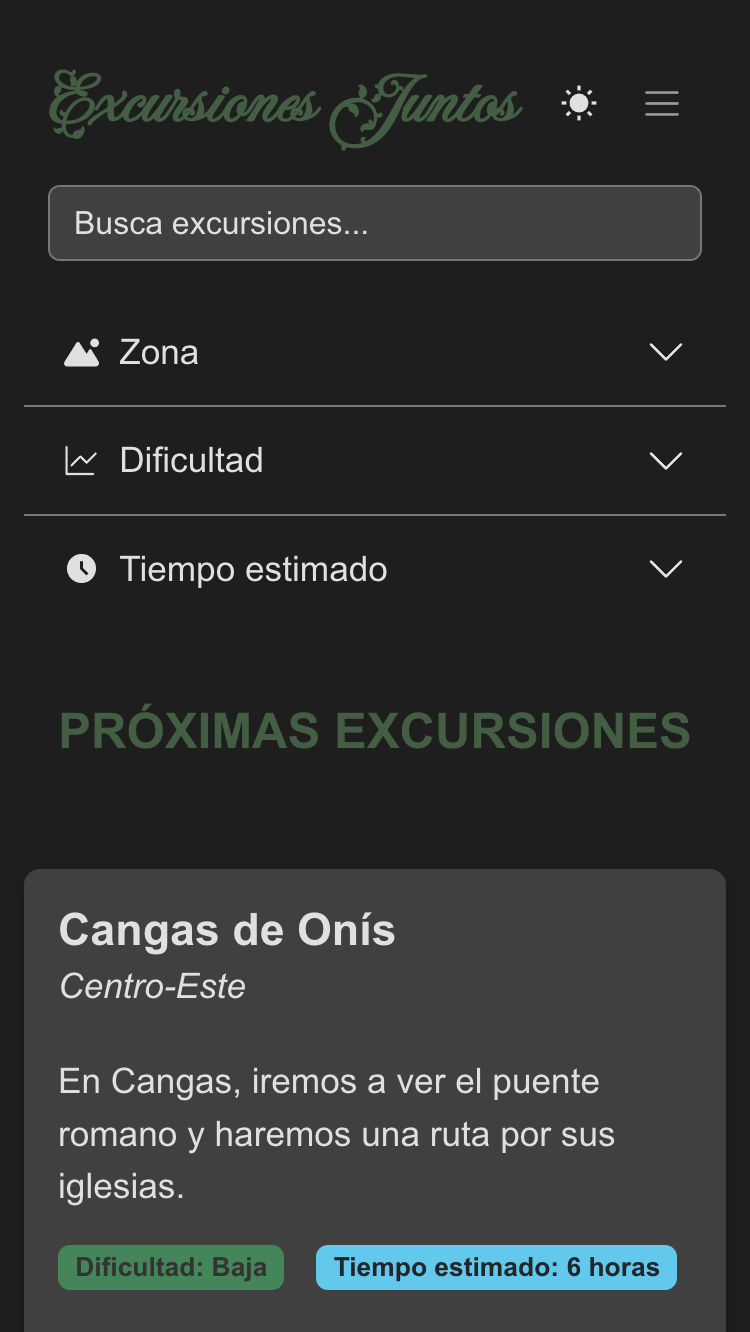 Excursiones Juntos
Busca excursiones...
Zona
Dificultad
Tiempo estimado
PRÓXIMAS EXCURSIONES
Cangas de Onís
Centro-Este
En Cangas, iremos a ver el puente
romano y haremos una ruta por sus
iglesias.
Dificultad: Baja
Tiempo estimado: 6 horas